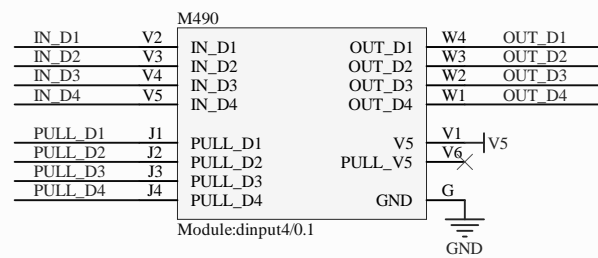 M490
IN_D1 V2 IN_D1 OUT_D1 W4 OUT_D1
IN_D2 V3 IN_D2 OUT_D2 W3 OUT_D2
IN_D3 V4 IN_D3 OUT_D3 W2 OUT_D3
IN_D4 V5 IN_D4 OUT_D4 W1 OUT_D4
PULL_D1 J1 PULL_D1 V5 V1 V5
PULL_D2 J2 PULL_D2 PULL_V5 V6
PULL_D3 J3 PULL_D3
PULL_D4 J4 PULL_D4 GND G
Module:dinput4/0.1
GND